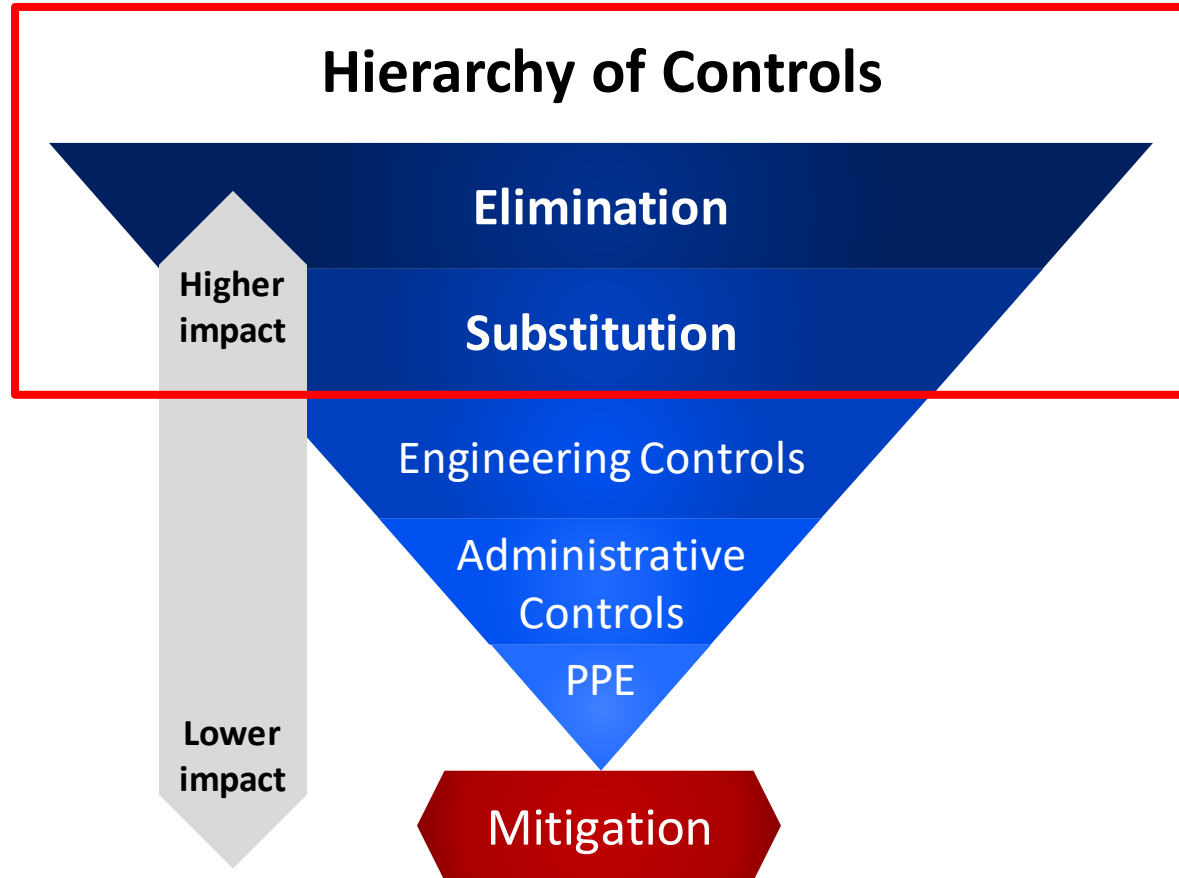 Hierarchy of Controls
Elimination
Higher
impact
Substitution
Engineering Controls
Administrative
Controls
PPE
Lower
impact
Mitigation